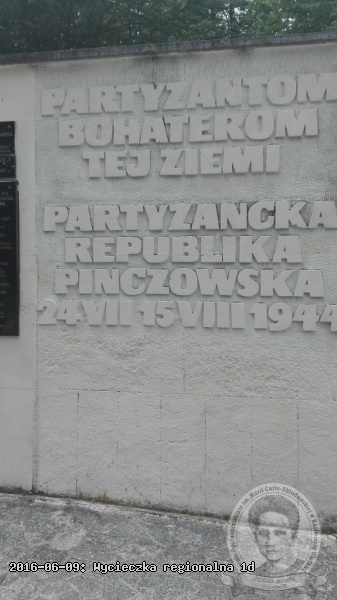 PARTYZANTOM
BOHATEROM
TEJ ZIEMI
PARTYZANCKA
REPUBLIKA
PINCZOWSKA
24 VII 15 VIII 1944
2016-06-09: Wycieczka regionalna 1d